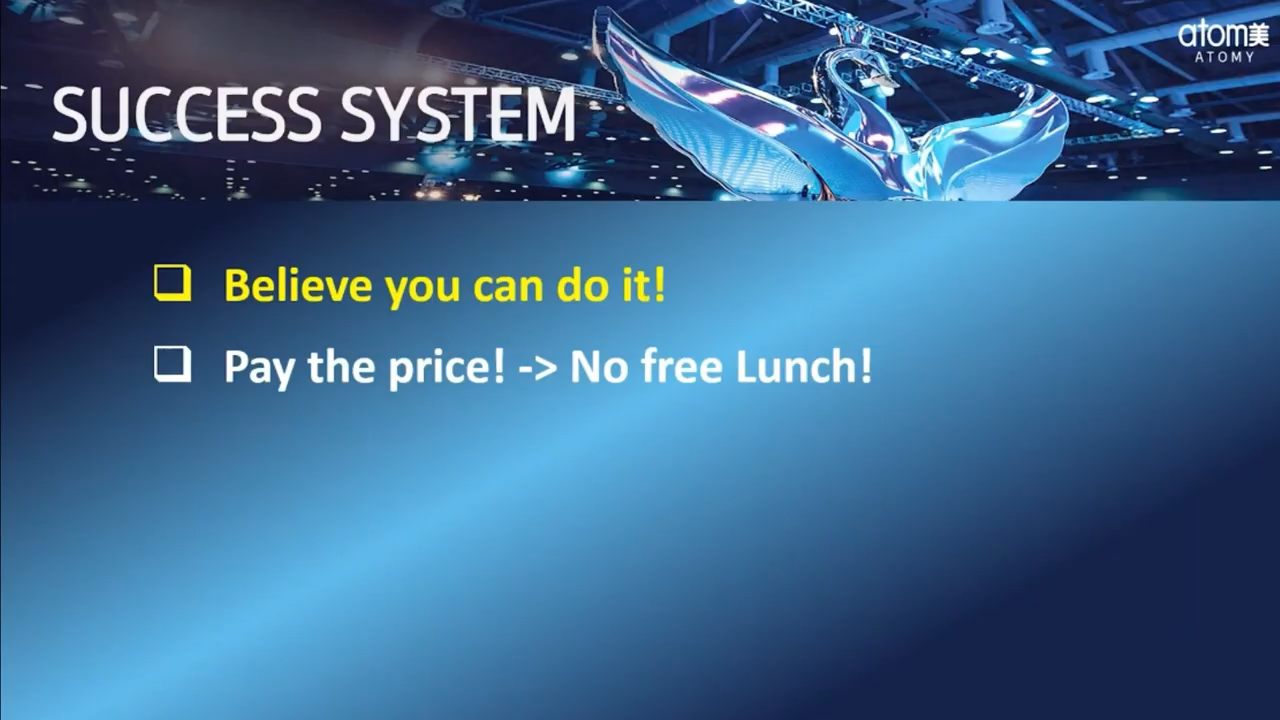 atom美
ATOMY
SUCCESS SYSTEM
Believe you can do it!
Pay the price! -> No free Lunch!